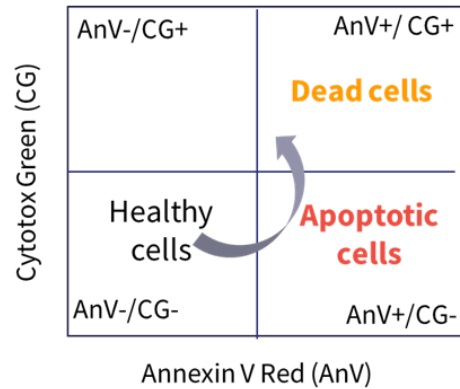 AnV-/CG+
AnV+/ CG+
Dead cells
Cytotox Green (CG)
Healthy
cells
Apoptotic
cells
AnV-/CG-
AnV+/CG-
Annexin V Red (AnV)